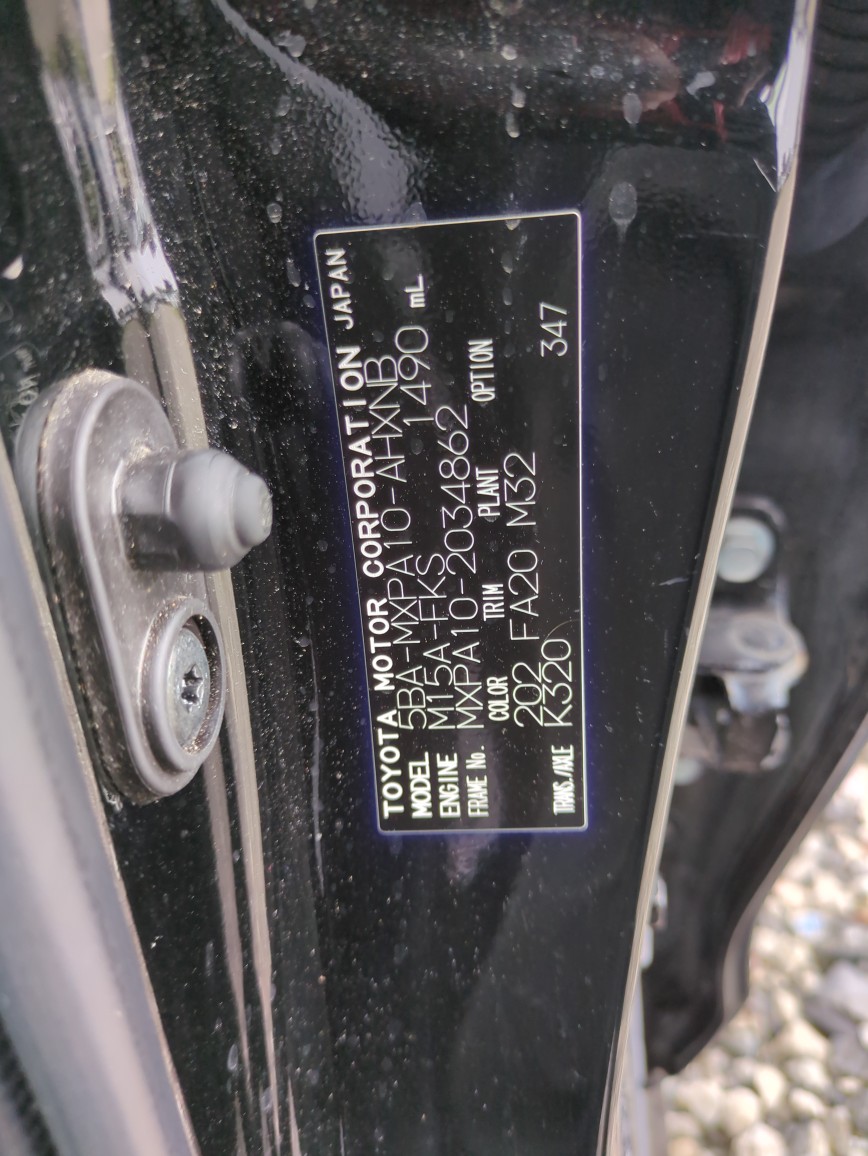 TOYOTA MOTOR CORPORATION JAPAN
MODEL 5BA-MXPA10-AHXNB
ENGINE M15A-FKS 1490 mL
FRAME No. MXPA10-2034862
COLOR TRIM PLANT OPTION
202 FA20 M32
TRANS./AXLE K320 347